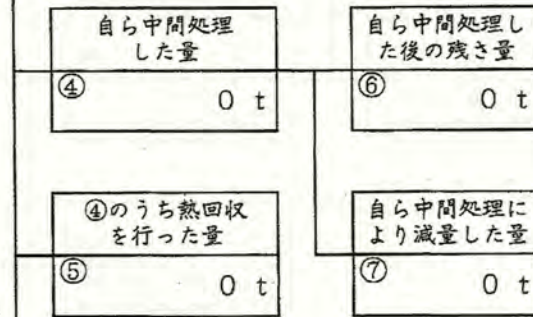 自ら中間処理
した量
④
0 t
自ら中間処理し
た後の残さ量
⑥
0 t
④のうち熱回収
を行った量
⑤
0 t
自ら中間処理に
より減量した量
⑦
0 t